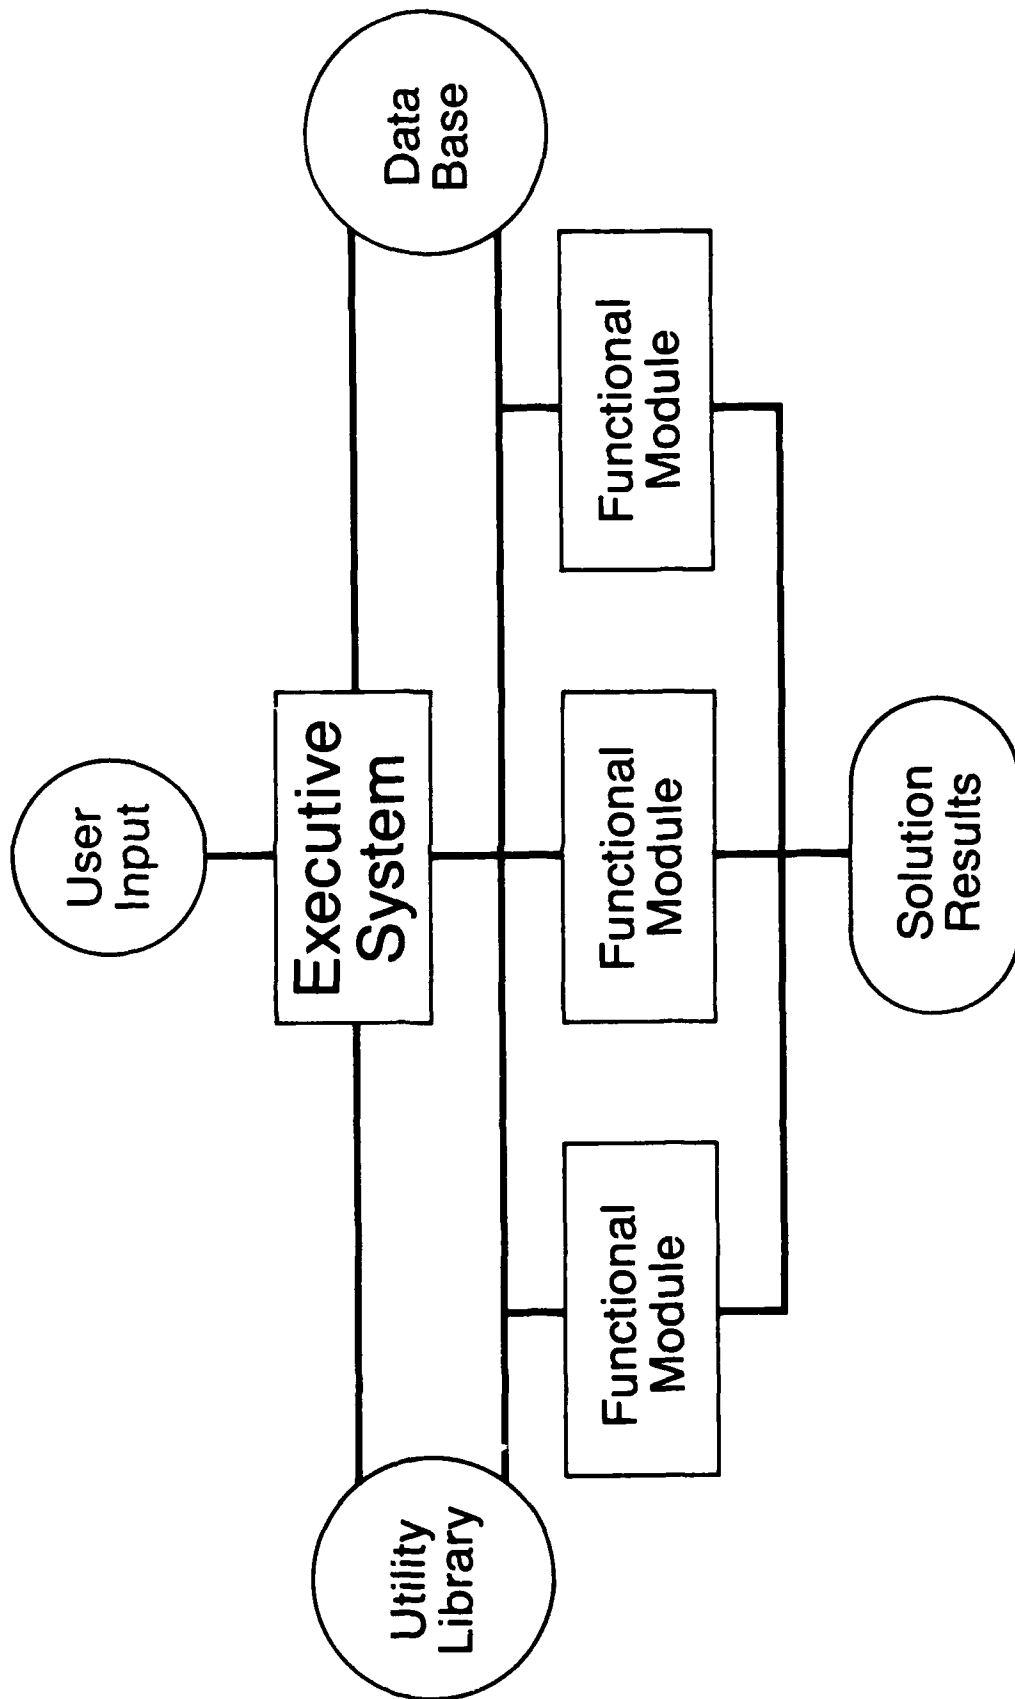 User
Input
Executive
System
Utility
Library
Data
Base
Functional
Module
Functional
Module
Functional
Module
Solution
Results